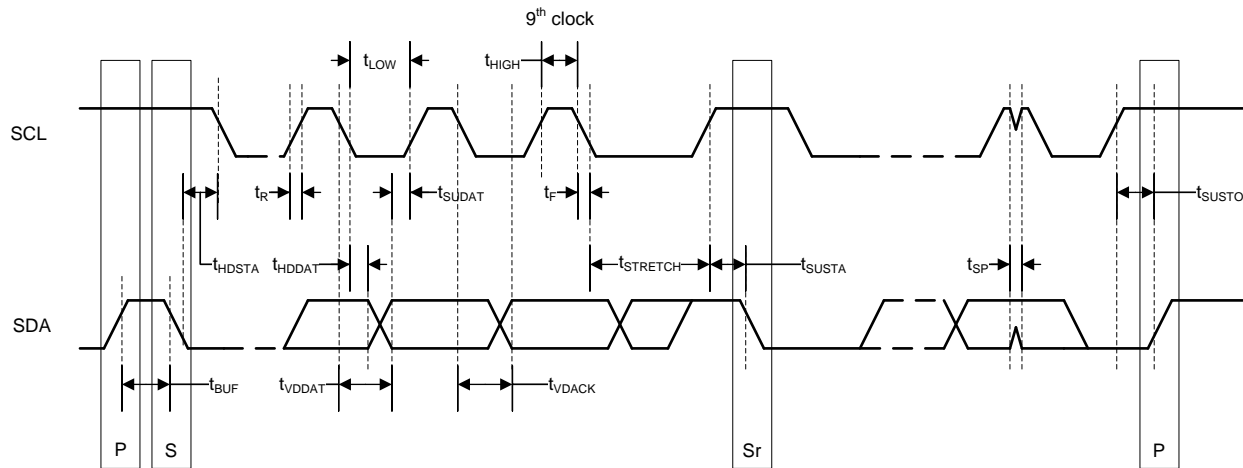 9th clock
tLOW
tHIGH
SCL
tR
tSUDAT
tF
tSUSTO
tHDSTA
tHDDAT
tSTRETCH
tSUSTA
tSP
SDA
tBUF
tVDDAT
tVDACK
P
S
Sr
P